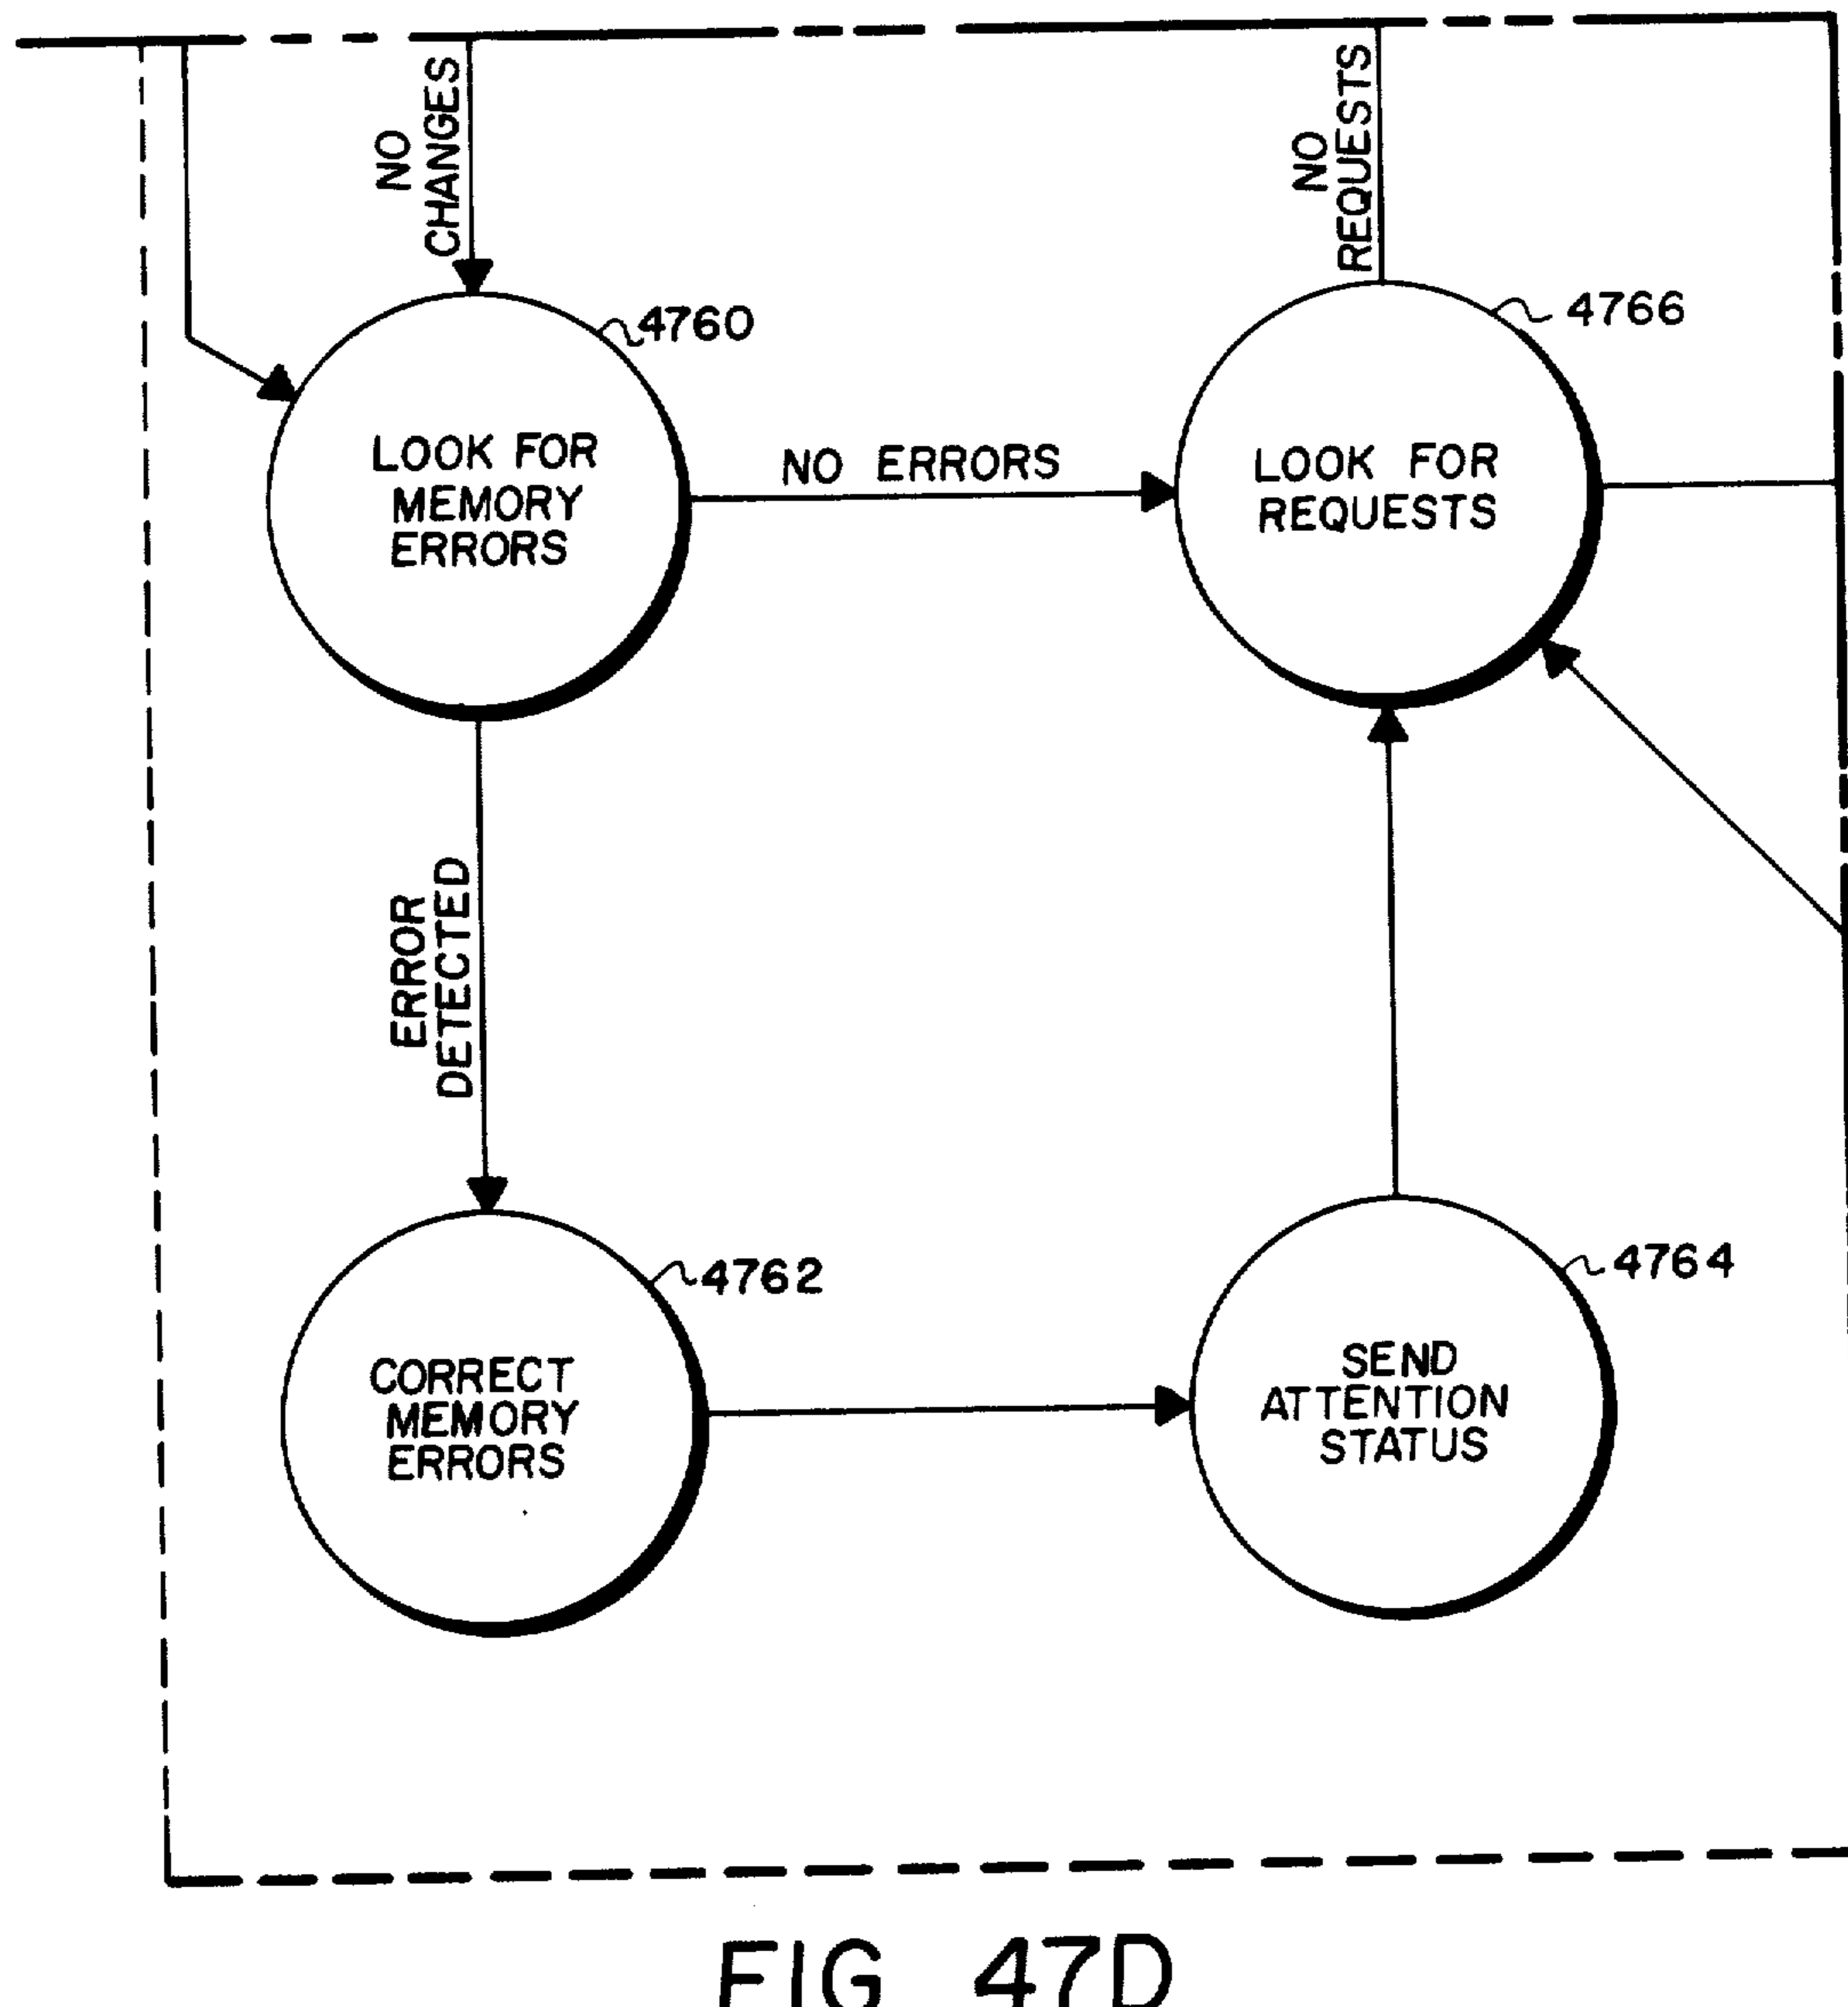 NO
CHANGES
NO
REQUESTS
4760
4766
LOOK FOR
MEMORY
ERRORS
NO ERRORS
LOOK FOR
REQUESTS
ERROR
DETECTED
4762
4764
CORRECT
MEMORY
ERRORS
SEND
ATTENTION
STATUS
FIG 47D